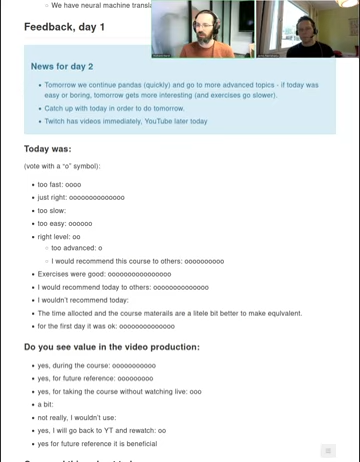 We have neural machine transla
Feedback, day 1
News for day 2
Tomorrow we continue pandas (quickly) and go to more advanced topics - if today was
easy or boring, tomorrow gets more interesting (and exercises go slower).
Catch up with today in order to do tomorrow.
Twitch has videos immediately, YouTube later today
Today was:
(vote with a "o" symbol):
too fast: oooo
just right: oooooooooooooo
too slow:
too easy: oooooo
right level: oo
too advanced: o
I would recommend this course to others: oooooooooo
Exercises were good: oooooooooooooooo
I would recommend today to others: oooooooooooooo
I wouldn't recommend today:
The time allocted and the course materails are a litele bit better to make equivalent.
for the first day it was ok: oooooooooooooo
Do you see value in the video production:
yes, during the course: ooooooooooo
yes, for future reference: ooooooooo
yes, for taking the course without watching live: ooo
a bit:
not really, I wouldn't use:
yes, I will go back to YT and rewatch: oo
yes for future reference it is beneficial